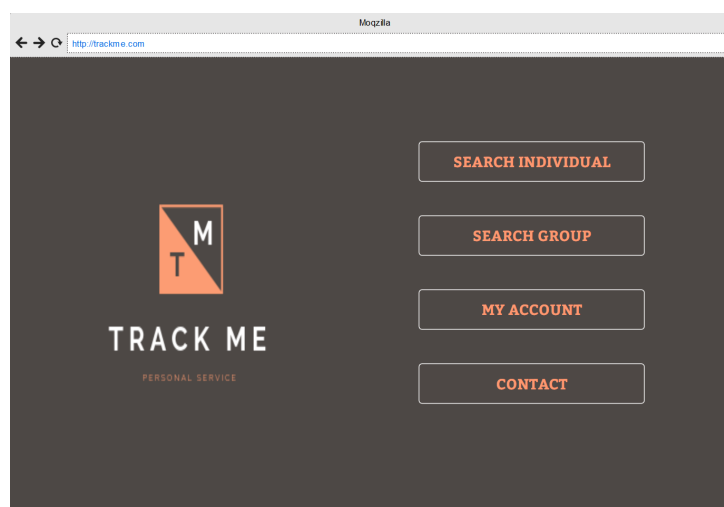 Moqzilla
http://trackme.com
SEARCH INDIVIDUAL
SEARCH GROUP
MY ACCOUNT
CONTACT
M
T
TRACK ME
PERSONAL SERVICE